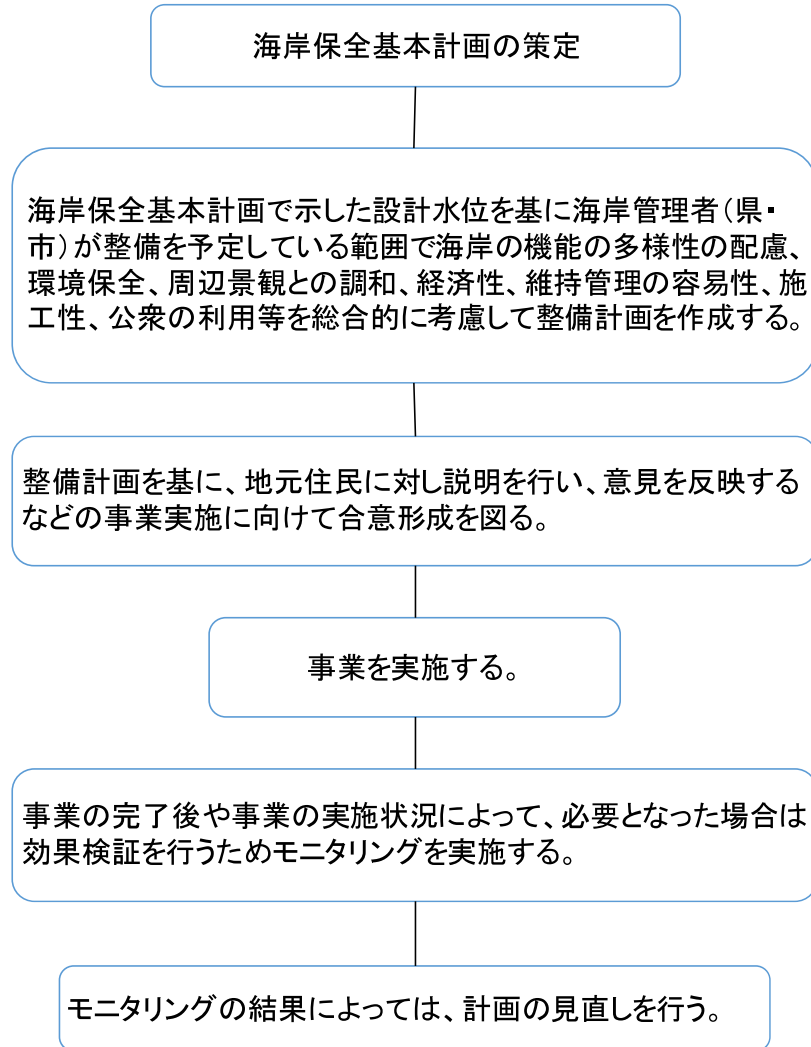 海岸保全基本計画の策定
海岸保全基本計画で示した設計水位を基に海岸管理者（県・
市）が整備を予定している範囲で海岸の機能の多様性の配慮、
環境保全、周辺景観との調和、経済性、維持管理の容易性、施
工性、公衆の利用等を総合的に考慮して整備計画を作成する。
整備計画を基に、地元住民に対し説明を行い、意見を反映する
などの事業実施に向けて合意形成を図る。
事業を実施する。
事業の完了後や事業の実施状況によって、必要となった場合は
効果検証を行うためモニタリングを実施する。
モニタリングの結果によっては、計画の見直しを行う。